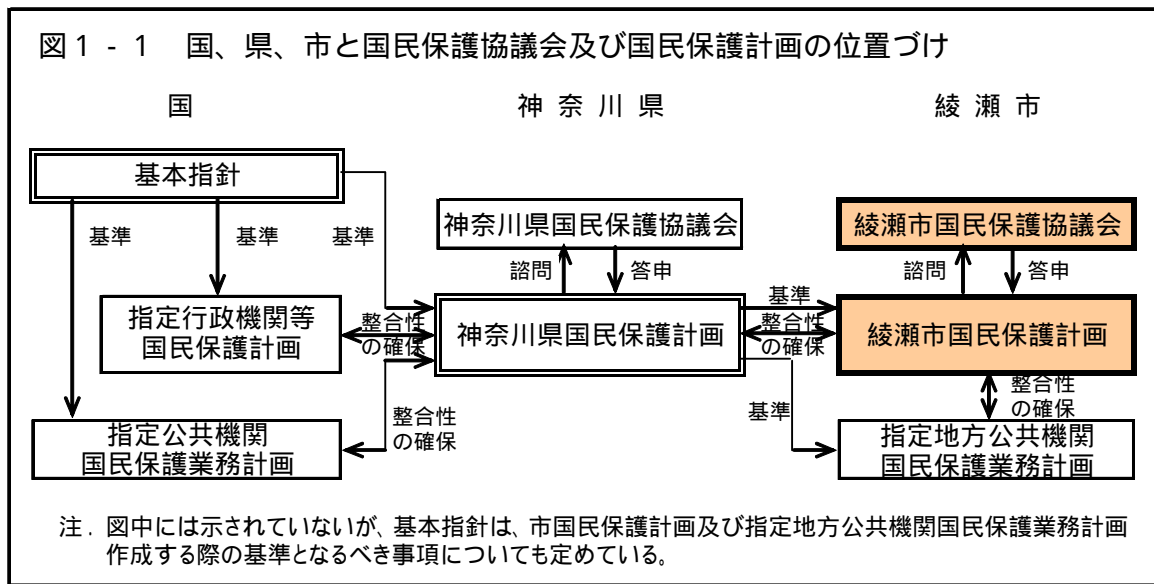 図1-1 国、県、市と国民保護協議会及び国民保護計画の位置づけ
国
神奈川県
綾瀬市
基本指針
基準
基準
基準
神奈川県国民保護協議会
綾瀬市国民保護協議会
諮問
答申
諮問
答申
指定行政機関等
国民保護計画
整合性
の確保
神奈川県国民保護計画
基準
整合性
の確保
綾瀬市国民保護計画
整合性
の確保
基準
整合性
の確保
指定公共機関
国民保護業務計画
指定地方公共機関
国民保護業務計画
注. 図中には示されていないが、基本指針は、市国民保護計画及び指定地方公共機関国民保護業務計画
作成する際の基準となるべき事項についても定めている。